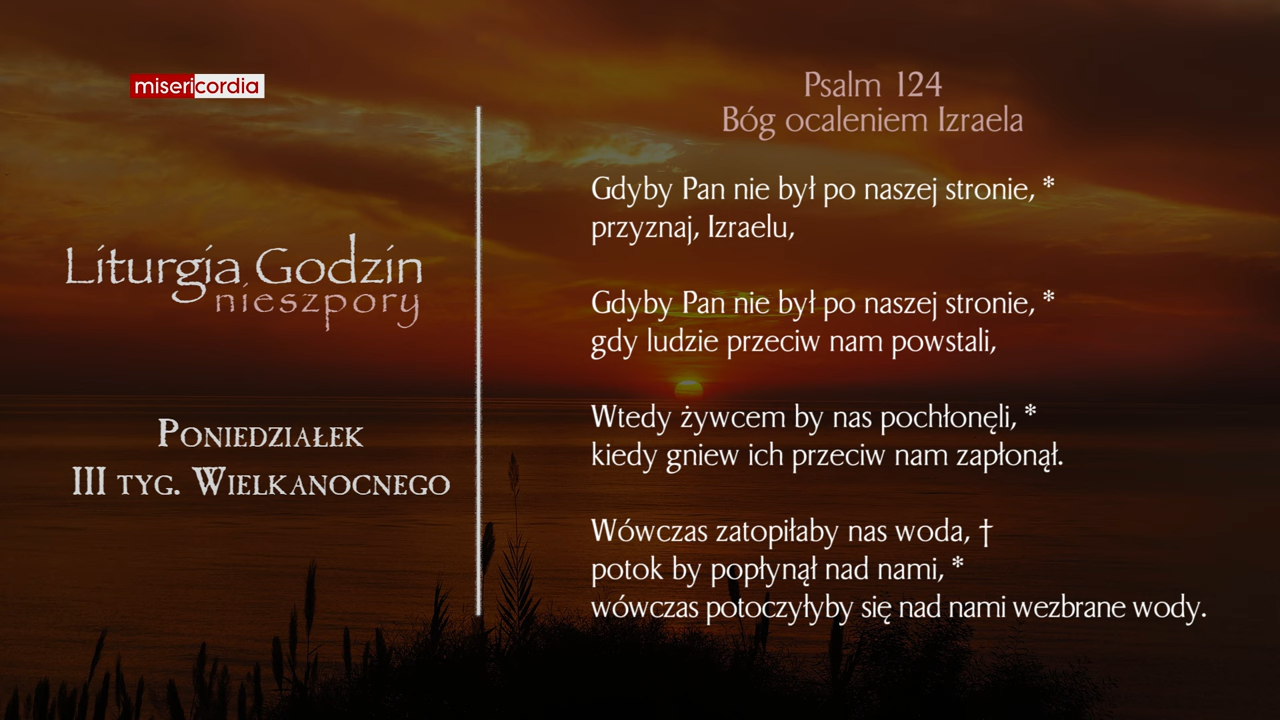 misericordia
Liturgia Godzin
nieszpory
Poniedziałek
III tyg. Wielkanocnego
Psalm 124
Bóg ocaleniem Izraela
Gdyby Pan nie był po naszej stronie, *
przyznaj, Izraelu,
Gdyby Pan nie był po naszej stronie, *
gdy ludzie przeciw nam powstali,
Wtedy żywcem by nas pochłonęli, *
kiedy gniew ich przeciw nam zapłonął.
Wówczas zatopiłaby nas woda, †
potok by popłynął nad nami, *
wówczas potoczyłyby się nad nami wezbrane wody.